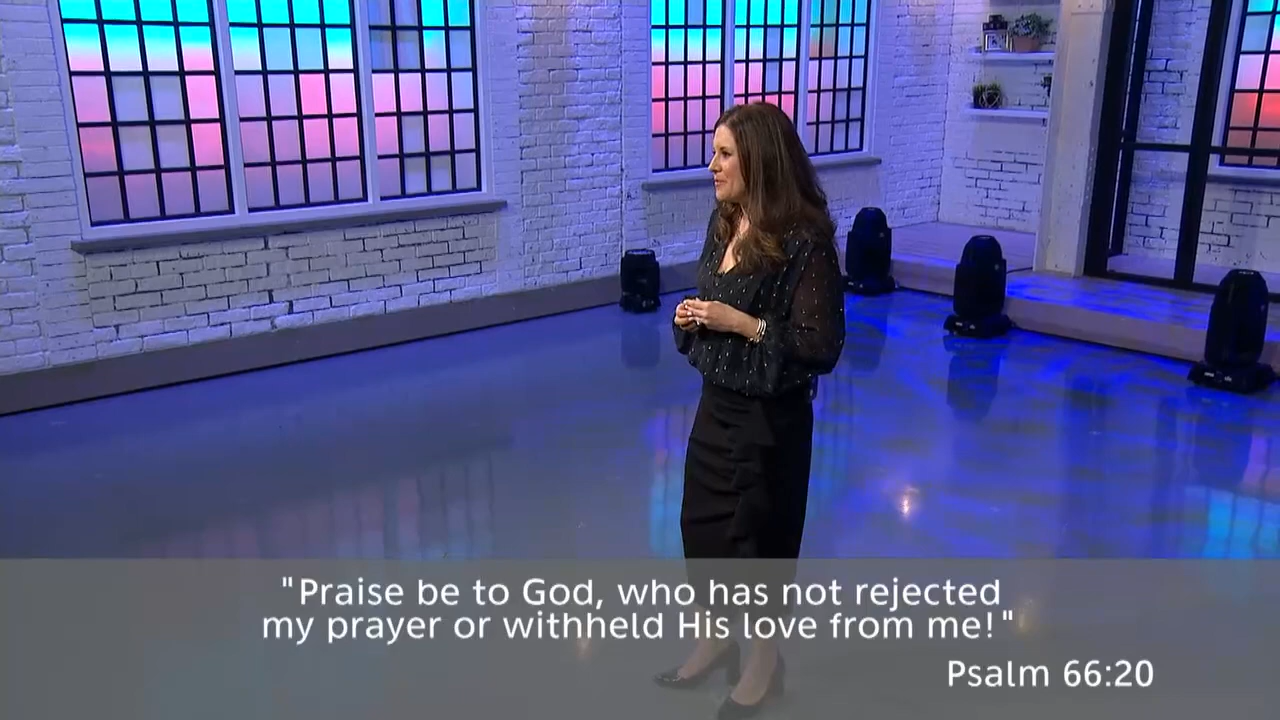 "Praise be to God, who has not rejected
my prayer or withheld His love from me!"
Psalm 66:20